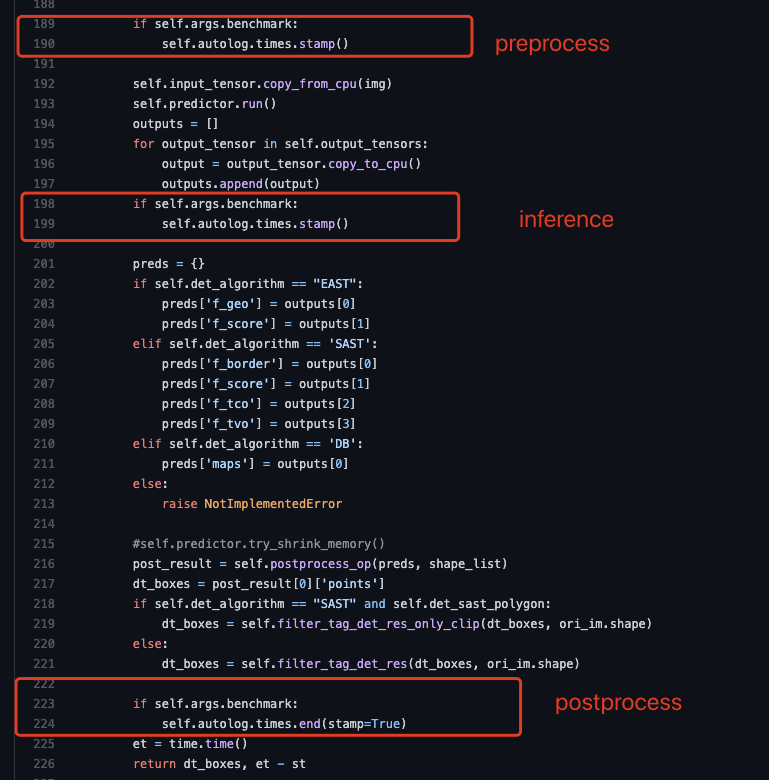 188
189 if self.args.benchmark:
190 self.autolog.times.stamp()
preprocess
191
192 self.input_tensor.copy_from_cpu(img)
193 self.predictor.run()
194 outputs = []
195 for output_tensor in self.output_tensors:
196 output = output_tensor.copy_to_cpu()
197 outputs.append(output)
198 if self.args.benchmark:
199 self.autolog.times.stamp()
inference
200
201 preds = {}
202 if self.det_algorithm == "EAST":
203 preds['f_geo'] = outputs[0]
204 preds['f_score'] = outputs[1]
205 elif self.det_algorithm == 'SAST':
206 preds['f_border'] = outputs[0]
207 preds['f_score'] = outputs[1]
208 preds['f_tco'] = outputs[2]
209 preds['f_tvo'] = outputs[3]
210 elif self.det_algorithm == 'DB':
211 preds['maps'] = outputs[0]
212 else:
213 raise NotImplementedError
214
215 #self.predictor.try_shrink_memory()
216 post_result = self.postprocess_op(preds, shape_list)
217 dt_boxes = post_result[0]['points']
218 if self.det_algorithm == "SAST" and self.det_sast_polygon:
219 dt_boxes = self.filter_tag_det_res_only_clip(dt_boxes, ori_im.shape)
220 else:
221 dt_boxes = self.filter_tag_det_res(dt_boxes, ori_im.shape)
222
223 if self.args.benchmark:
224 self.autolog.times.end(stamp=True)
postprocess
225 et = time.time()
226 return dt_boxes, et - st